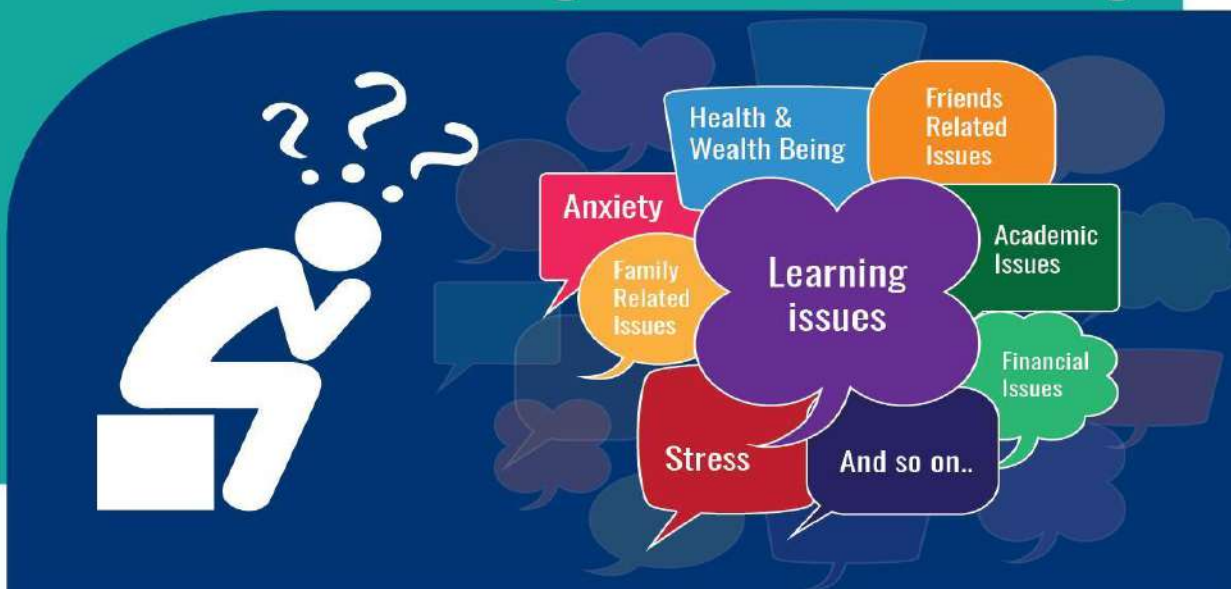 ? ? ?
Health &
Wealth Being
Friends
Related
Issues
Anxiety
Academic
Issues
Family
Related
Issues
Learning
issues
Financial
Issues
Stress
And so on..